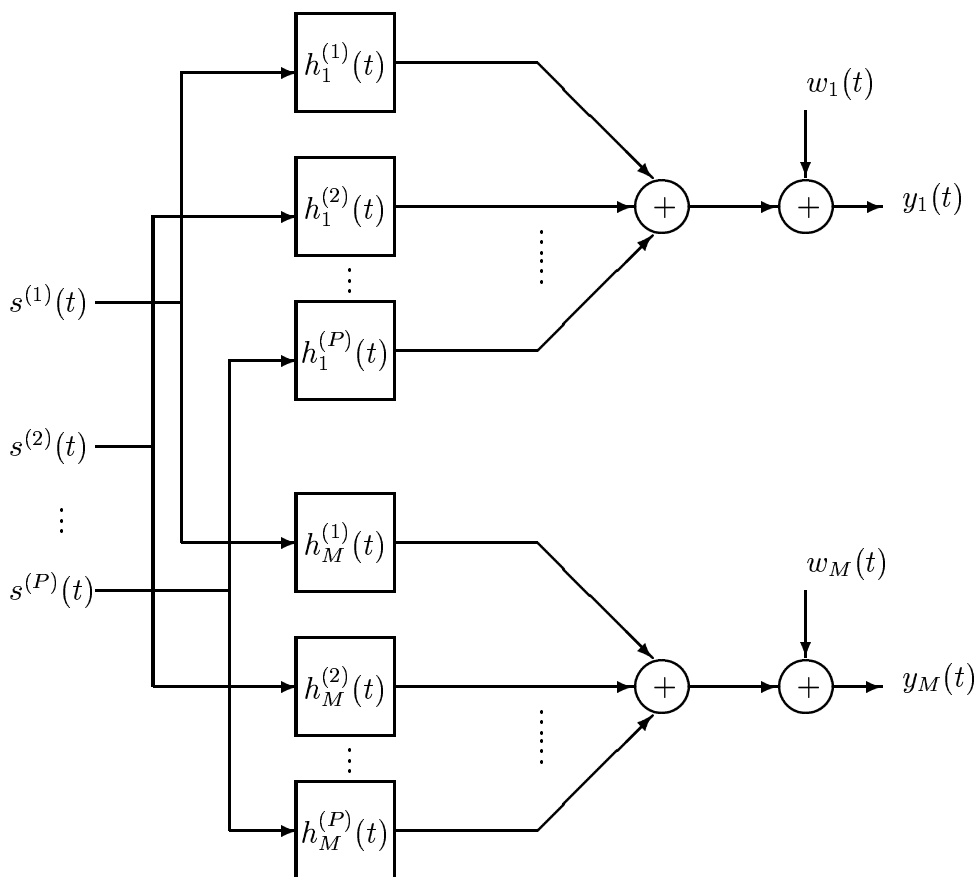 h_1^{(1)}(t)
w_1(t)
h_1^{(2)}(t)
+
+
y_1(t)
s^{(1)}(t)
h_1^{(P)}(t)
s^{(2)}(t)
h_M^{(1)}(t)
w_M(t)
s^{(P)}(t)
h_M^{(2)}(t)
+
+
y_M(t)
h_M^{(P)}(t)